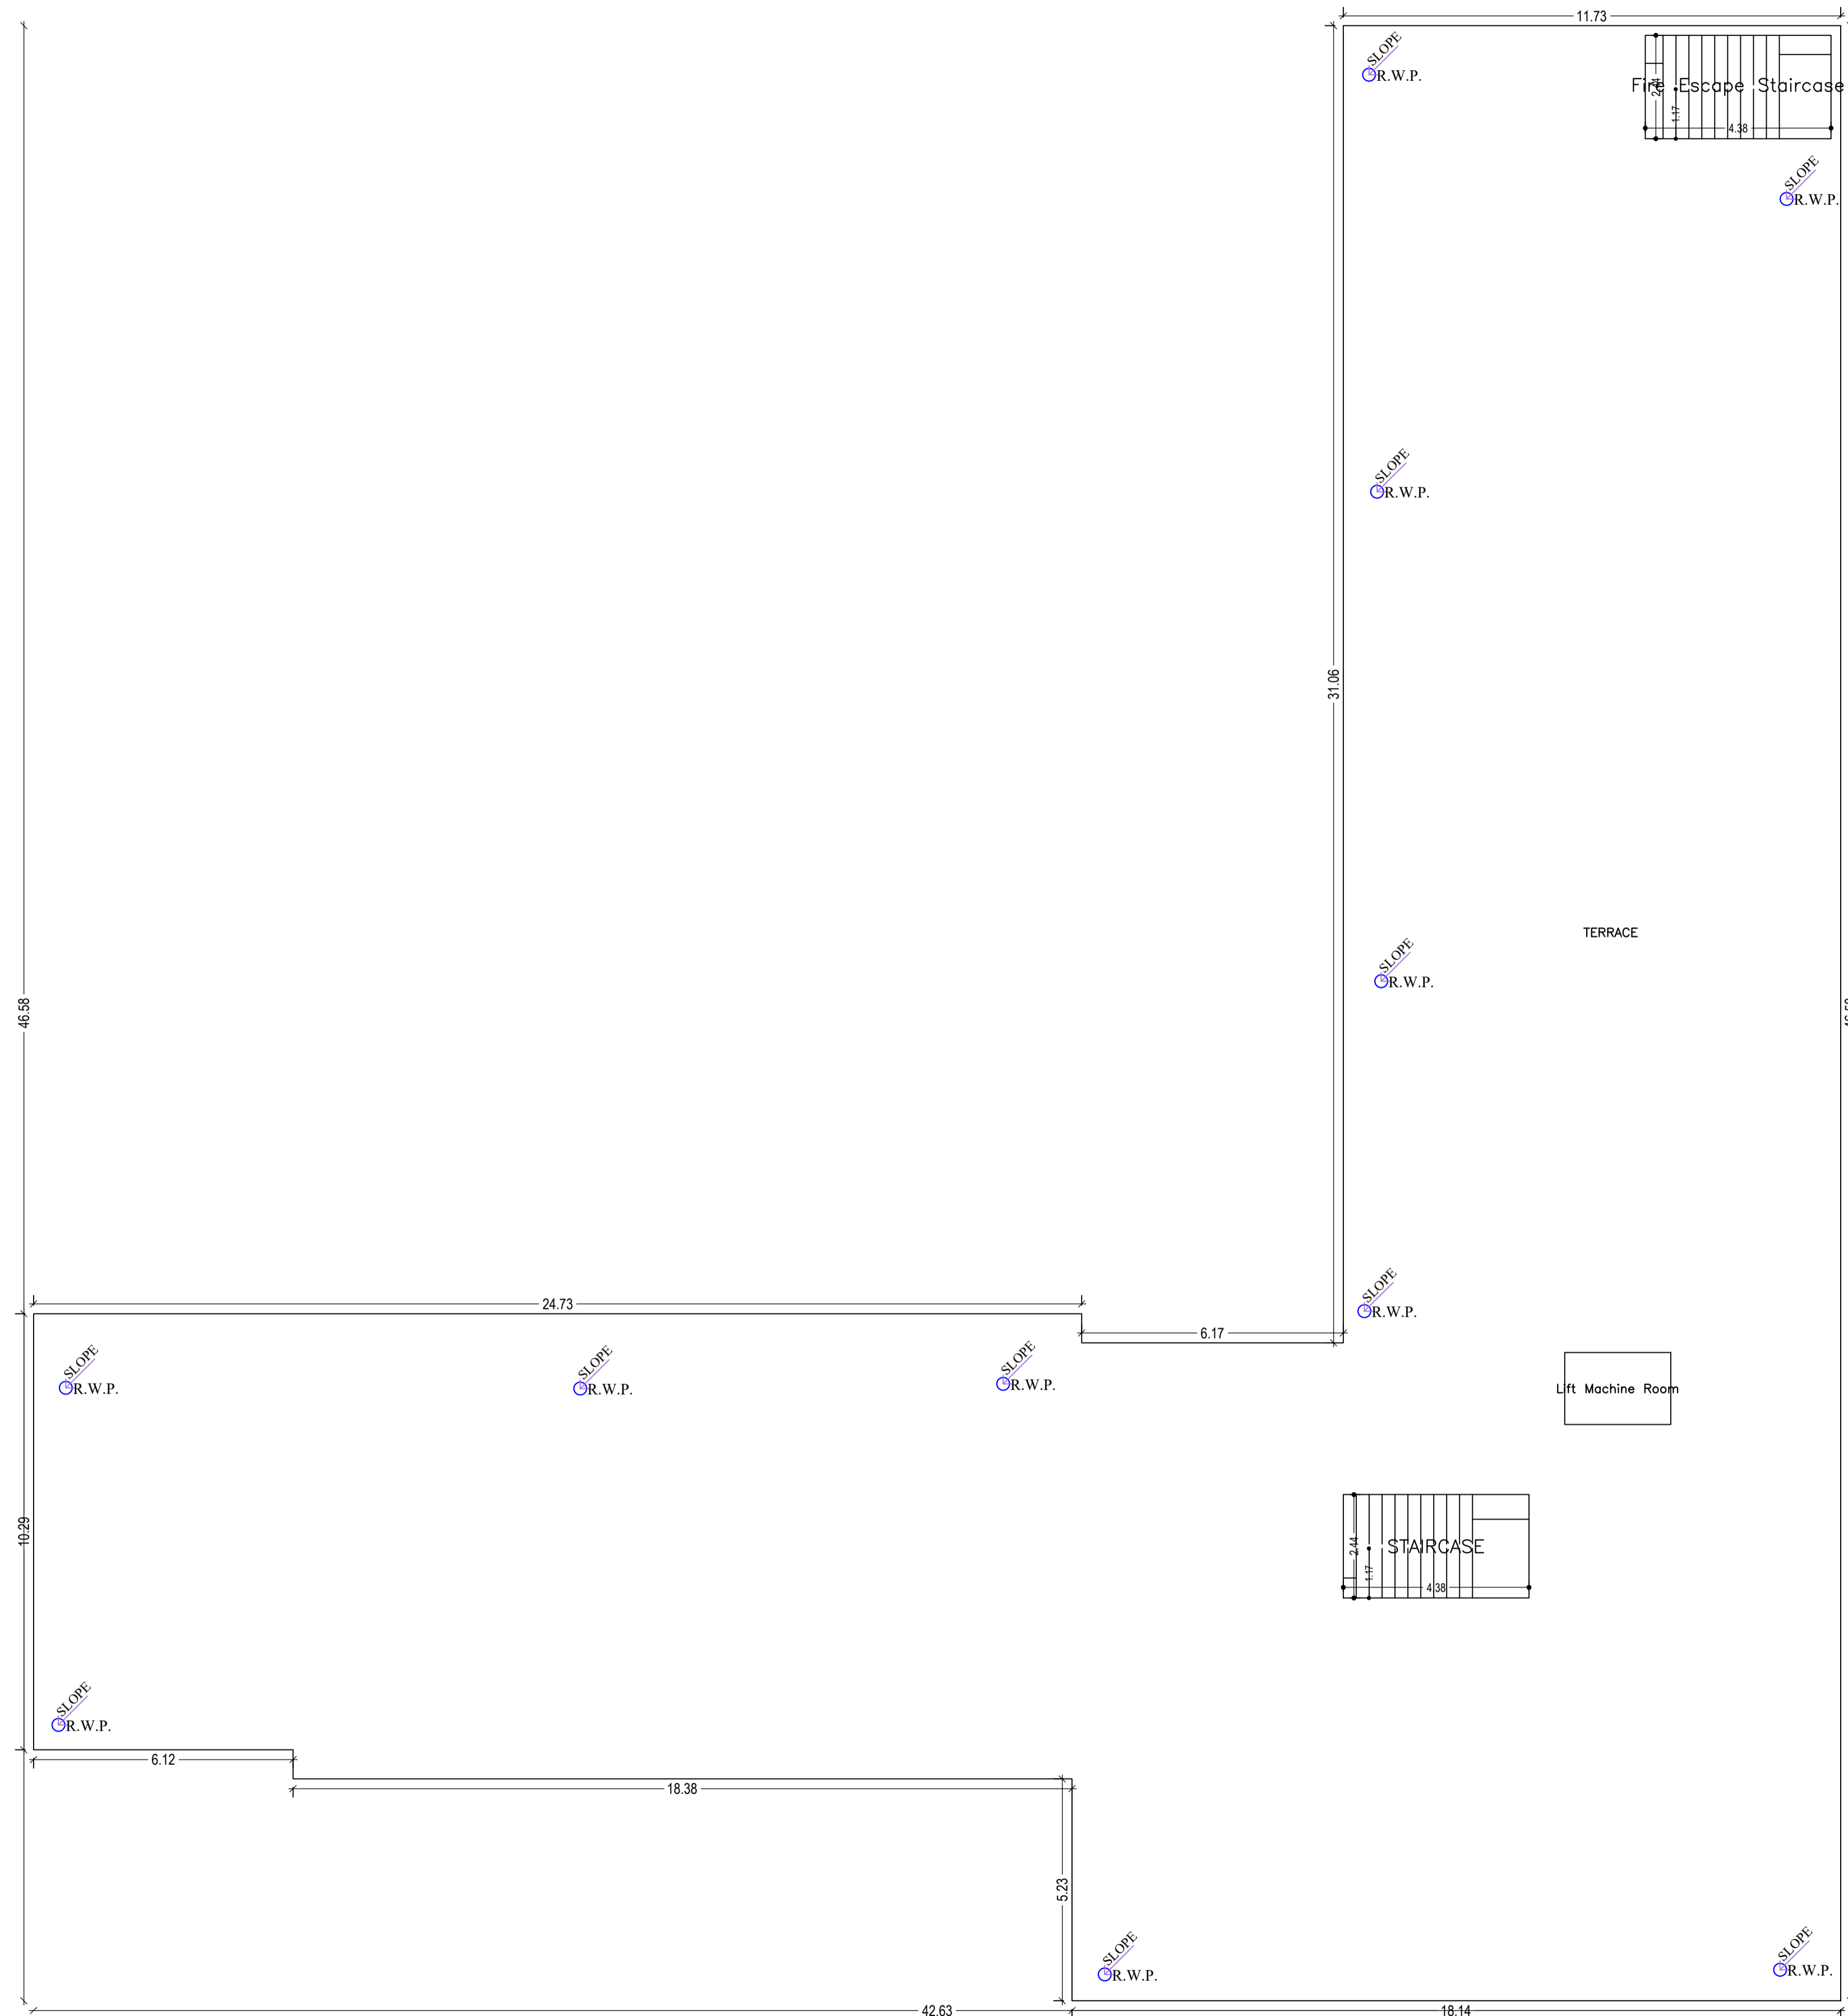 11.73
SLOPE
R.W.P.
Fire Escape Staircase
2.44
1.17
4.38
SLOPE
R.W.P.
SLOPE
R.W.P.
31.06
TERRACE
SLOPE
R.W.P.
46.58
24.73
SLOPE
R.W.P.
6.17
SLOPE
R.W.P.
SLOPE
R.W.P.
SLOPE
R.W.P.
Lift Machine Room
10.29
STAIRCASE
2.44
1.17
4.38
SLOPE
R.W.P.
6.12
18.38
5.23
SLOPE
R.W.P.
SLOPE
R.W.P.
42.63
18.14